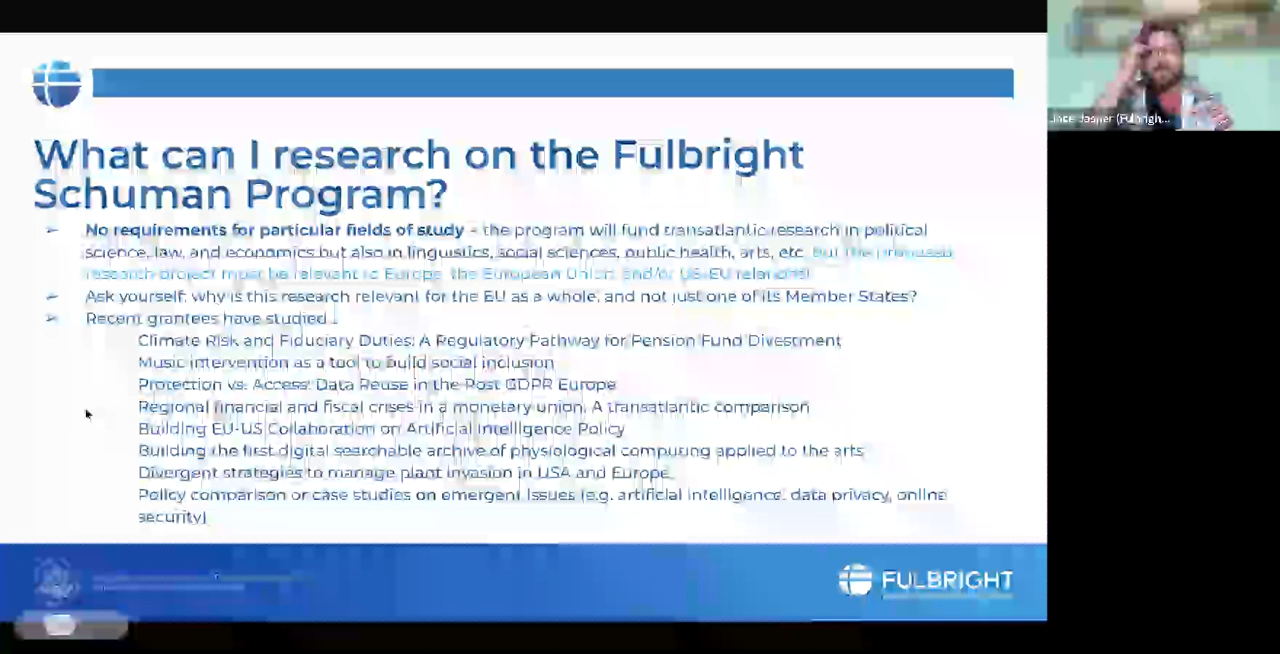 What can I research on the Fulbright
Schuman Program?
➢ No requirements for particular fields of study - the program will fund transatlantic research in political
science, law, and economics but also in linguistics, social sciences, public health, arts, etc. but the proposed
research project must be relevant to Europe, the European Union, and/or US-EU relations!
➢ Ask yourself: why is this research relevant for the EU as a whole, and not just one of its Member States?
➢ Recent grantees have studied...
Climate Risk and Fiduciary Duties: A Regulatory Pathway for Pension Fund Divestment
Music intervention as a tool to build social inclusion
Protection vs. Access: Data Reuse in the Post GDPR Europe
Regional financial and fiscal crises in a monetary union: A transatlantic comparison
Building EU-US Collaboration on Artificial Intelligence Policy
Building the first digital searchable archive of physiological computing applied to the arts
Divergent strategies to manage plant invasion in USA and Europe
Policy comparison or case studies on emergent issues (e.g. artificial intelligence, data privacy, online
security)
FULBRIGHT
Jasper (Fulbrigh...